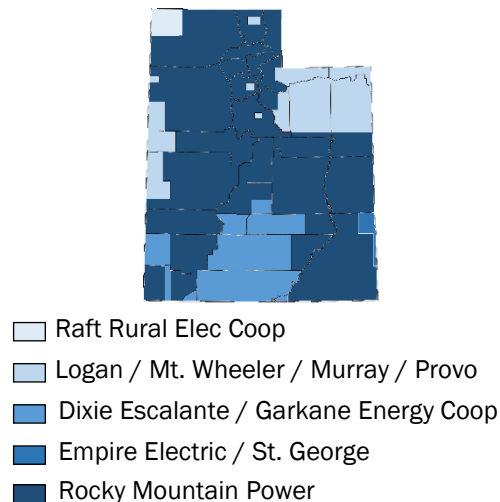 Raft Rural Elec Coop
Logan / Mt. Wheeler / Murray / Provo
Dixie Escalante / Garkane Energy Coop
Empire Electric / St. George
Rocky Mountain Power